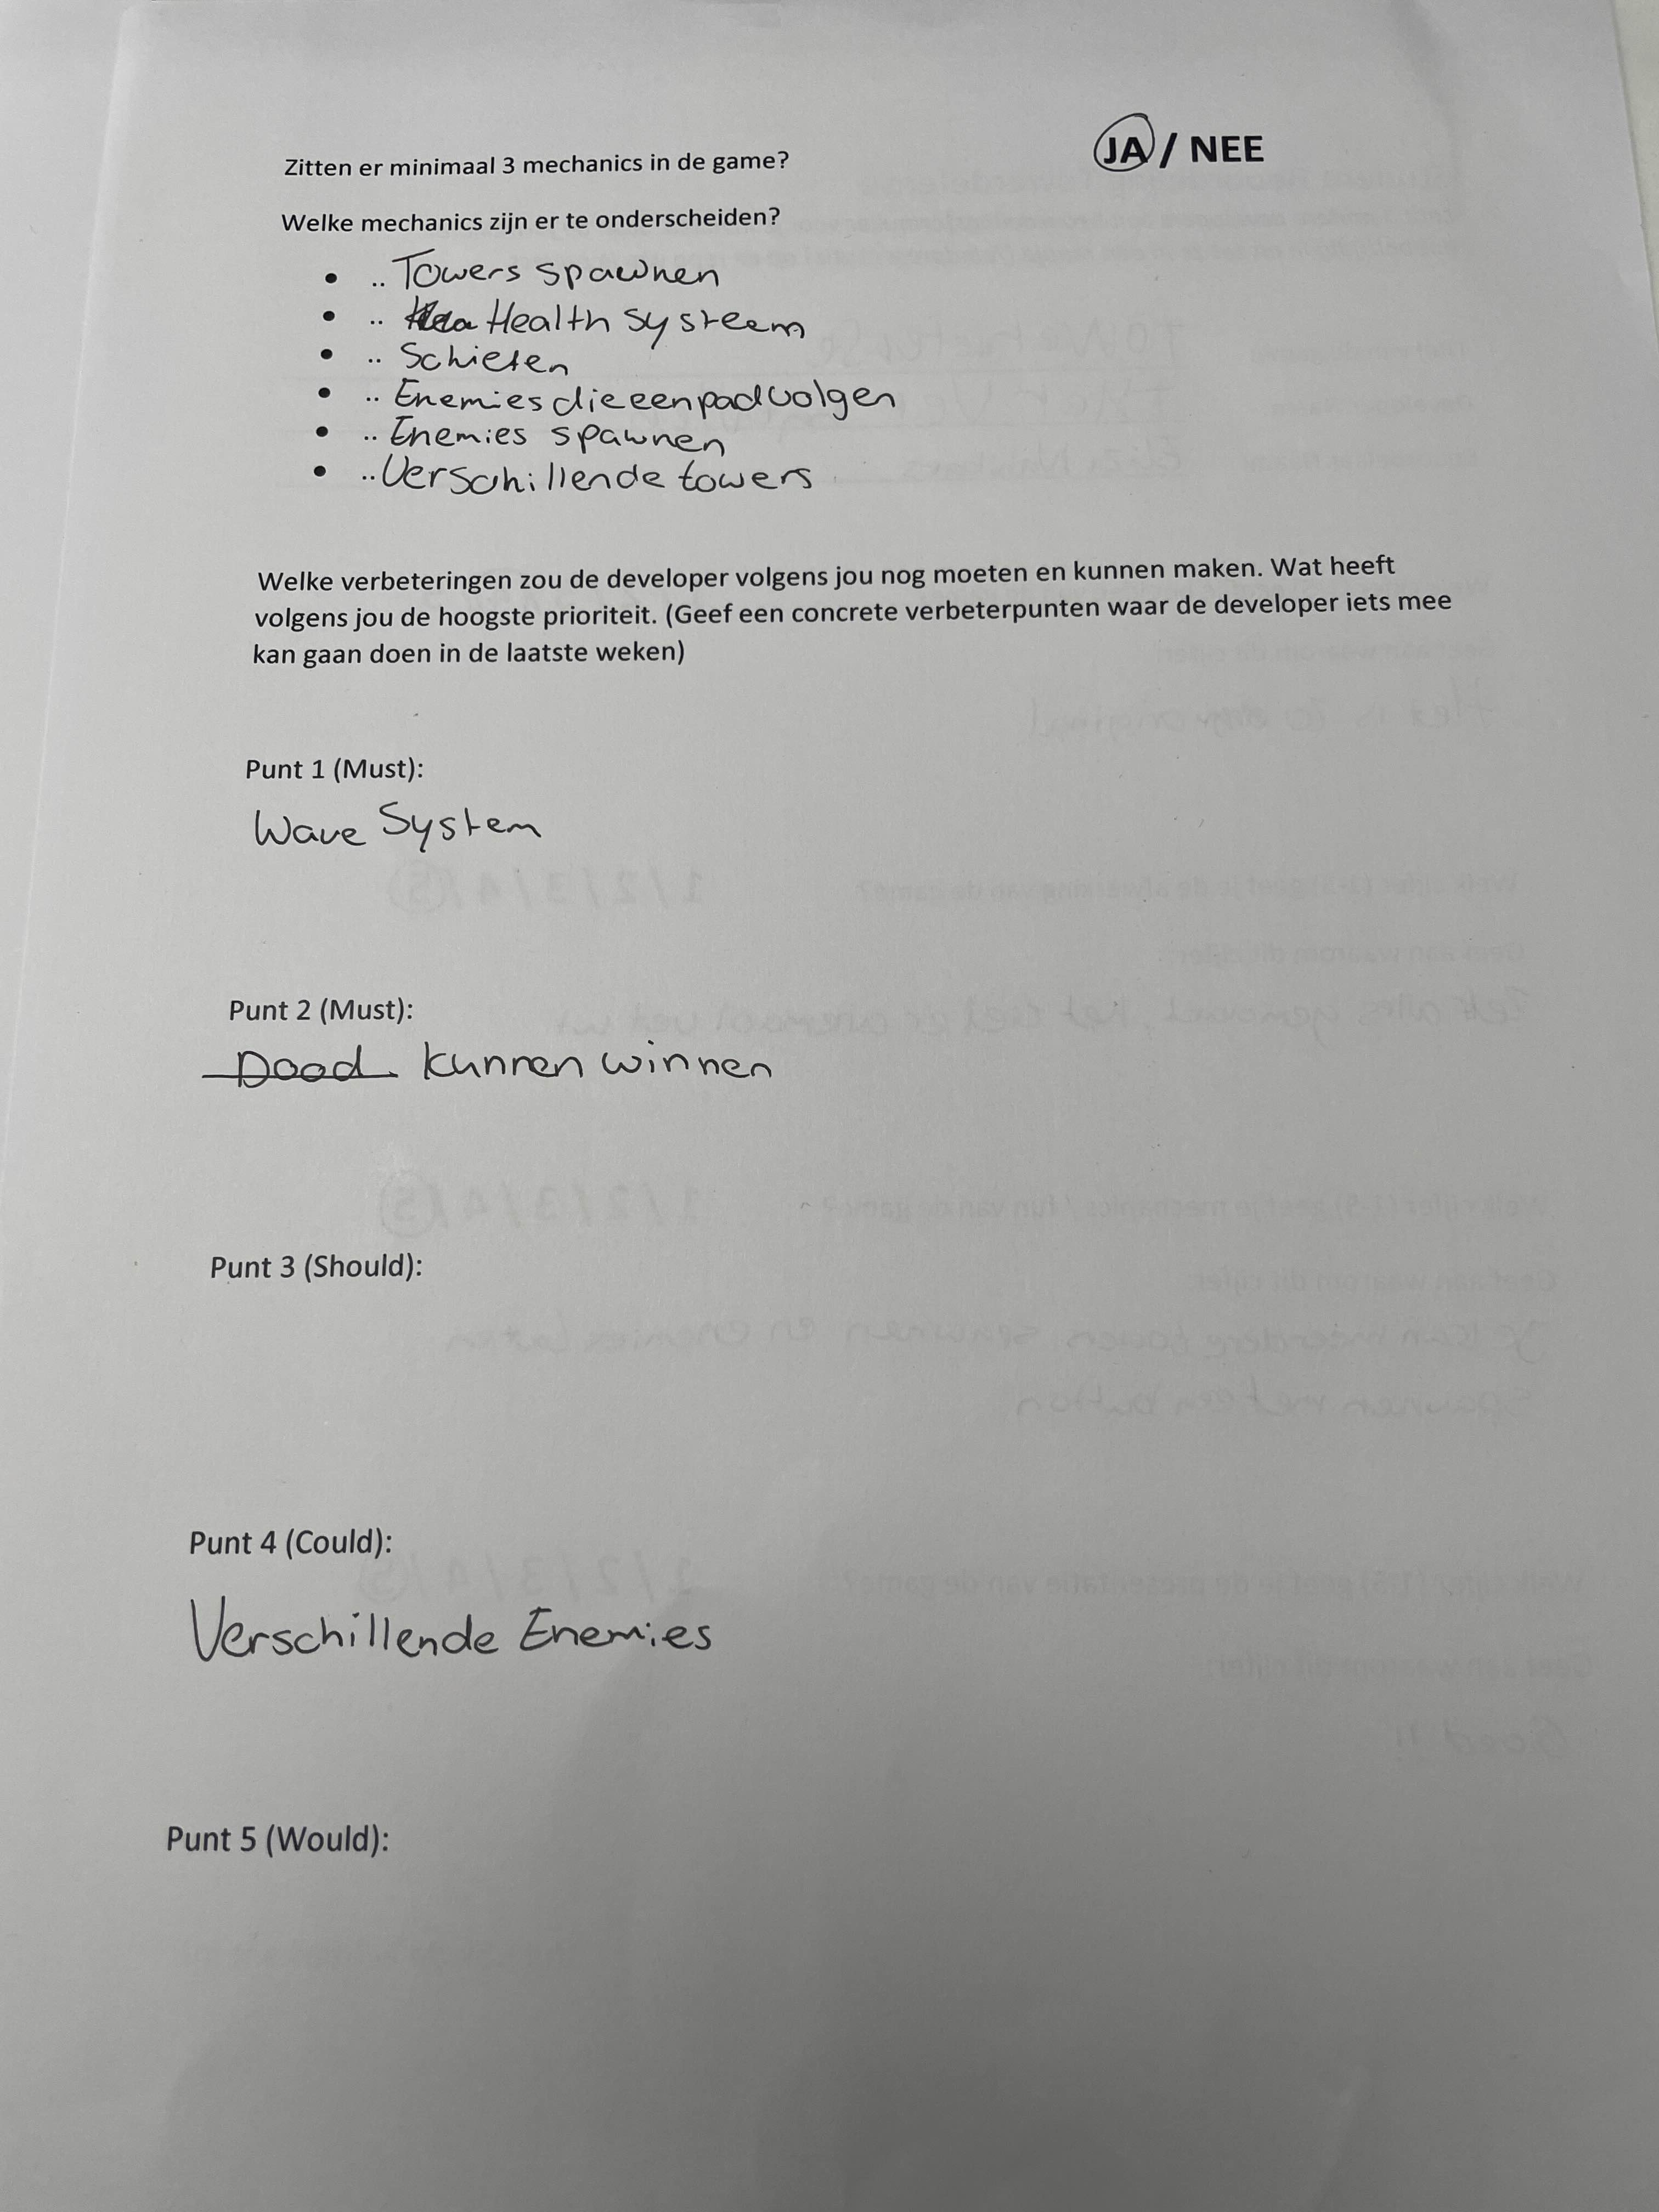 Zitten er minimaal 3 mechanics in de game? JA / NEE
Welke mechanics zijn er te onderscheiden?
• .. Towers spawnen
• .. Health systeem
• .. Schieten
• .. Enemies die een pad volgen
• .. Enemies spawnen
• .. Verschillende towers
Welke verbeteringen zou de developer volgens jou nog moeten en kunnen maken. Wat heeft
volgens jou de hoogste prioriteit. (Geef een concrete verbeterpunten waar de developer iets mee
kan gaan doen in de laatste weken)
Punt 1 (Must):
Wave System
Punt 2 (Must):
Dood kunnen winnen
Punt 3 (Should):
Punt 4 (Could):
Verschillende Enemies
Punt 5 (Would):